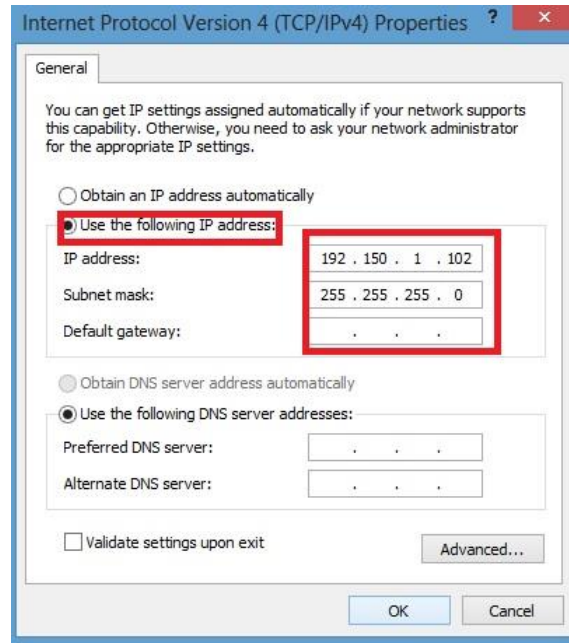 Internet Protocol Version 4 (TCP/IPv4) Properties ? ×
General
You can get IP settings assigned automatically if your network supports
this capability. Otherwise, you need to ask your network administrator
for the appropriate IP settings.
Obtain an IP address automatically
Use the following IP address:
IP address: 192 . 150 . 1 . 102
Subnet mask: 255 . 255 . 255 . 0
Default gateway: . . .
Obtain DNS server address automatically
Use the following DNS server addresses:
Preferred DNS server: . . .
Alternate DNS server: . . .
Validate settings upon exit Advanced...
OK Cancel